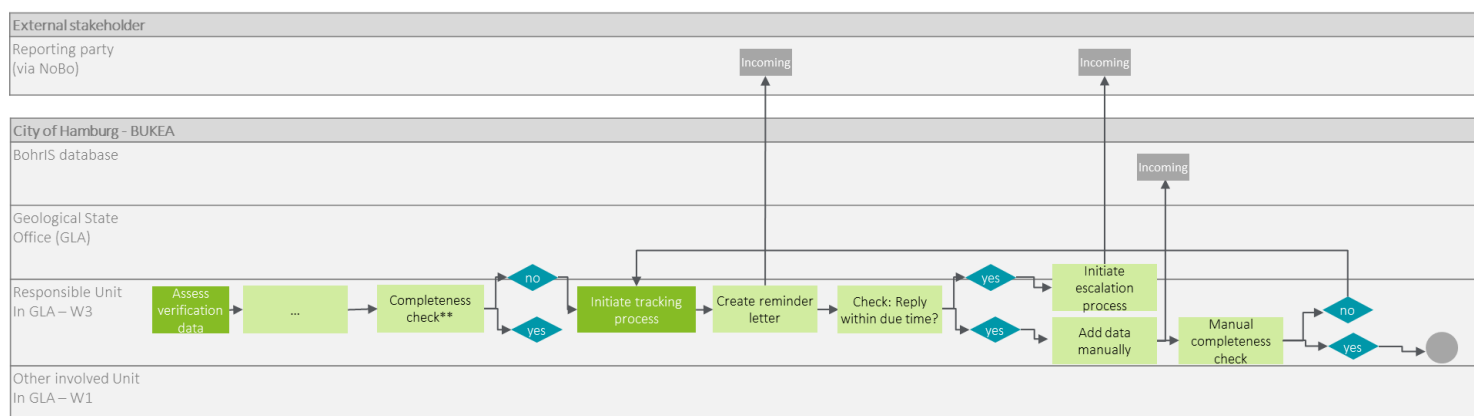 External stakeholder
Reporting party
(via NoBo)
Incoming
Incoming
City of Hamburg - BUKEA
BohrIS database
Incoming
Geological State
Office (GLA)
Responsible Unit
In GLA – W3
Assess
verification
data
...
Completeness
check**
no
yes
Initiate tracking
process
Create reminder
letter
Check: Reply
within due time?
yes
yes
Initiate
escalation
process
Add data
manually
Manual
completeness
check
no
yes
Other involved Unit
In GLA – W1